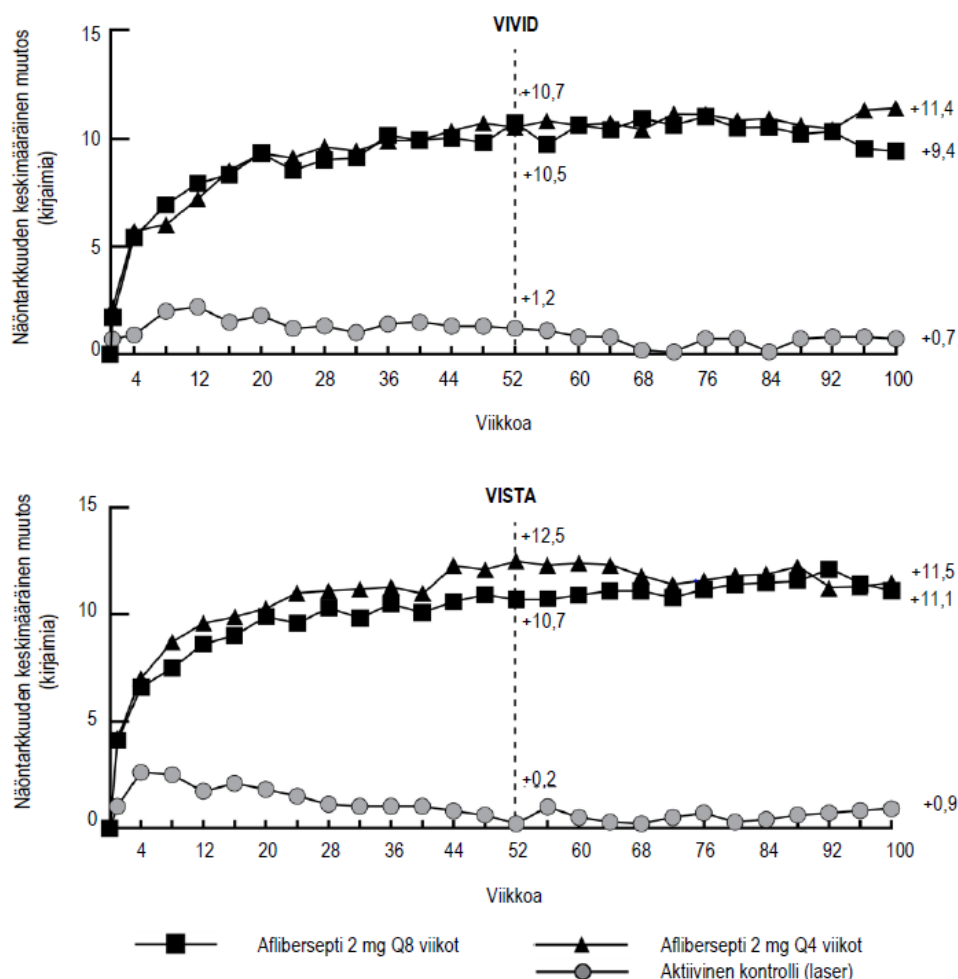 VIVID
Näöntarkkuuden keskimääräinen muutos
(kirjaimia)
15
10
5
0
+10,7
+10,5
+1,2
+11,4
+9,4
+0,7
4 12 20 28 36 44 52 60 68 76 84 92 100
Viikkoa
VISTA
Näöntarkkuuden keskimääräinen muutos
(kirjaimia)
15
10
5
0
+12,5
+10,7
+0,2
+11,5
+11,1
+0,9
4 12 20 28 36 44 52 60 68 76 84 92 100
Viikkoa
Aflibersepti 2 mg Q8 viikot
Aflibersepti 2 mg Q4 viikot
Aktiivinen kontrolli (laser)